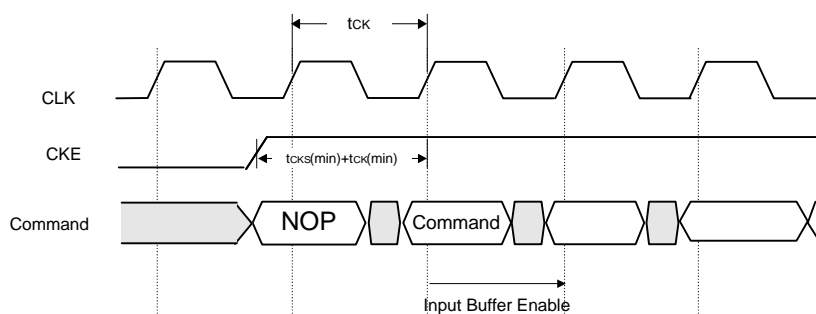 tCK
CLK
CKE
tCKS(min)+tCK(min)
Command
NOP
Command
Input Buffer Enable